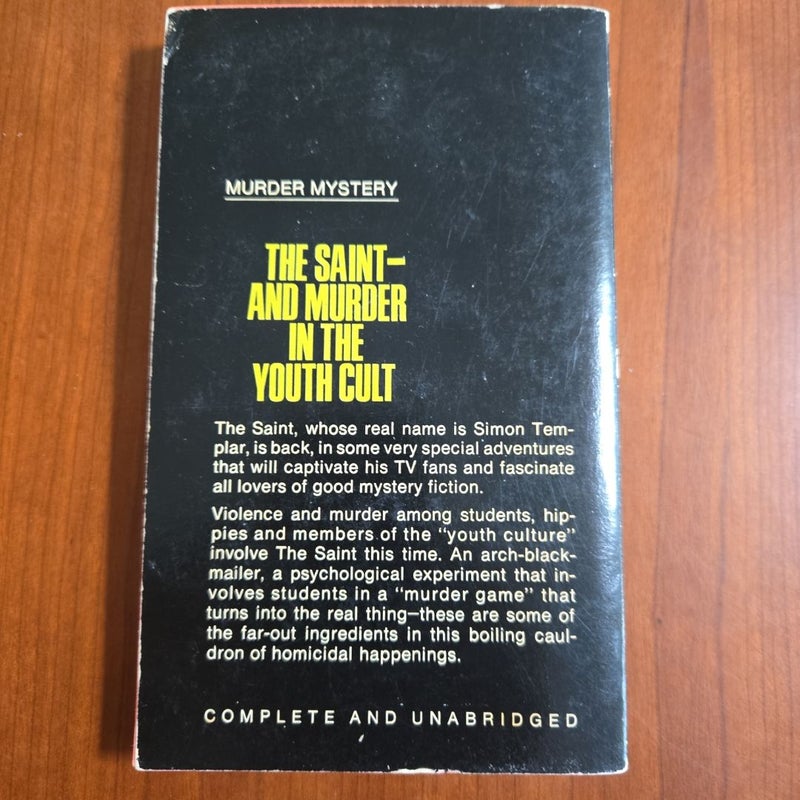 MURDER MYSTERY
THE SAINT—
AND MURDER
IN THE
YOUTH CULT
The Saint, whose real name is Simon Tem-
plar, is back, in some very special adventures
that will captivate his TV fans and fascinate
all lovers of good mystery fiction.
Violence and murder among students, hip-
pies and members of the "youth culture"
involve The Saint this time. An arch-black-
mailer, a psychological experiment that in-
volves students in a "murder game" that
turns into the real thing—these are some of
the far-out ingredients in this boiling caul-
dron of homicidal happenings.
COMPLETE AND UNABRIDGED